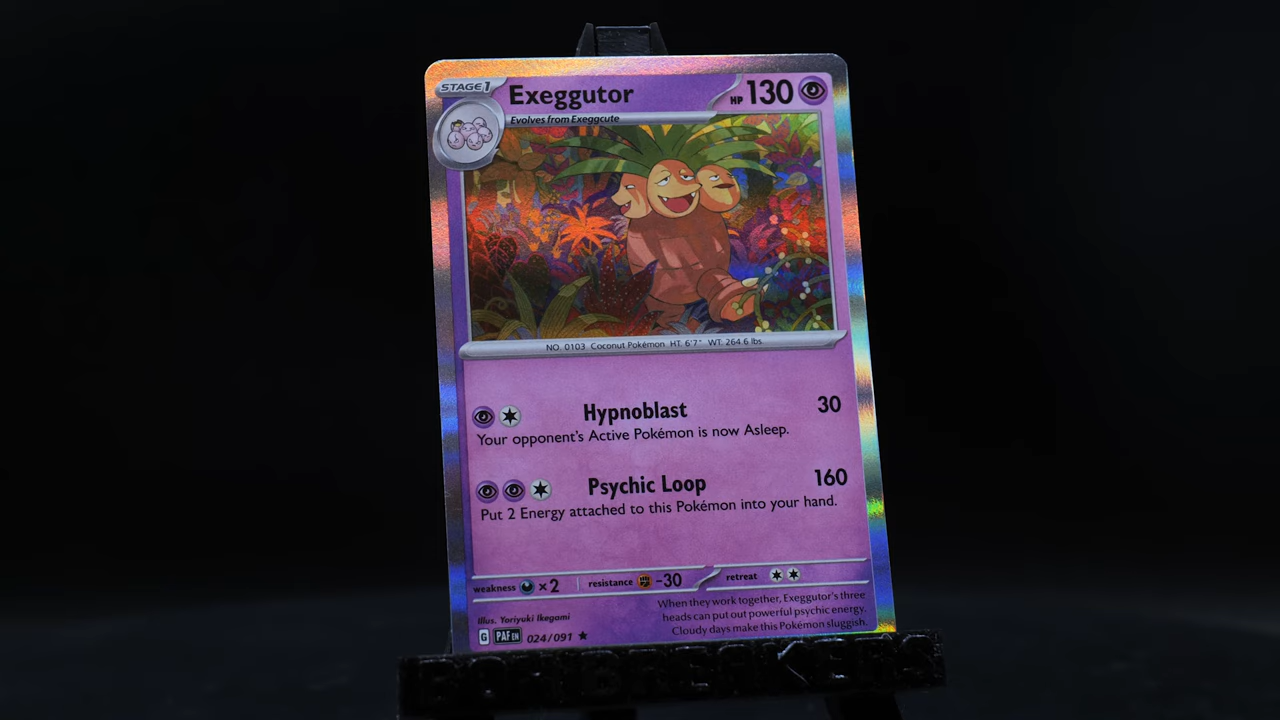 STAGE 1
Exeggutor
HP 130
Evolves from Exeggcute
NO. 0103 Coconut Pokémon HT: 6'7" WT: 264.6 lbs
Hypnoblast 30
Your opponent's Active Pokémon is now Asleep.
Psychic Loop 160
Put 2 Energy attached to this Pokémon into your hand.
weakness ×2 resistance -30 retreat
Illus. Yoriyuki Ikegami
When they work together, Exeggutor's three
heads can put out powerful psychic energy.
Cloudy days make this Pokémon sluggish.
G PAF EN 024/091